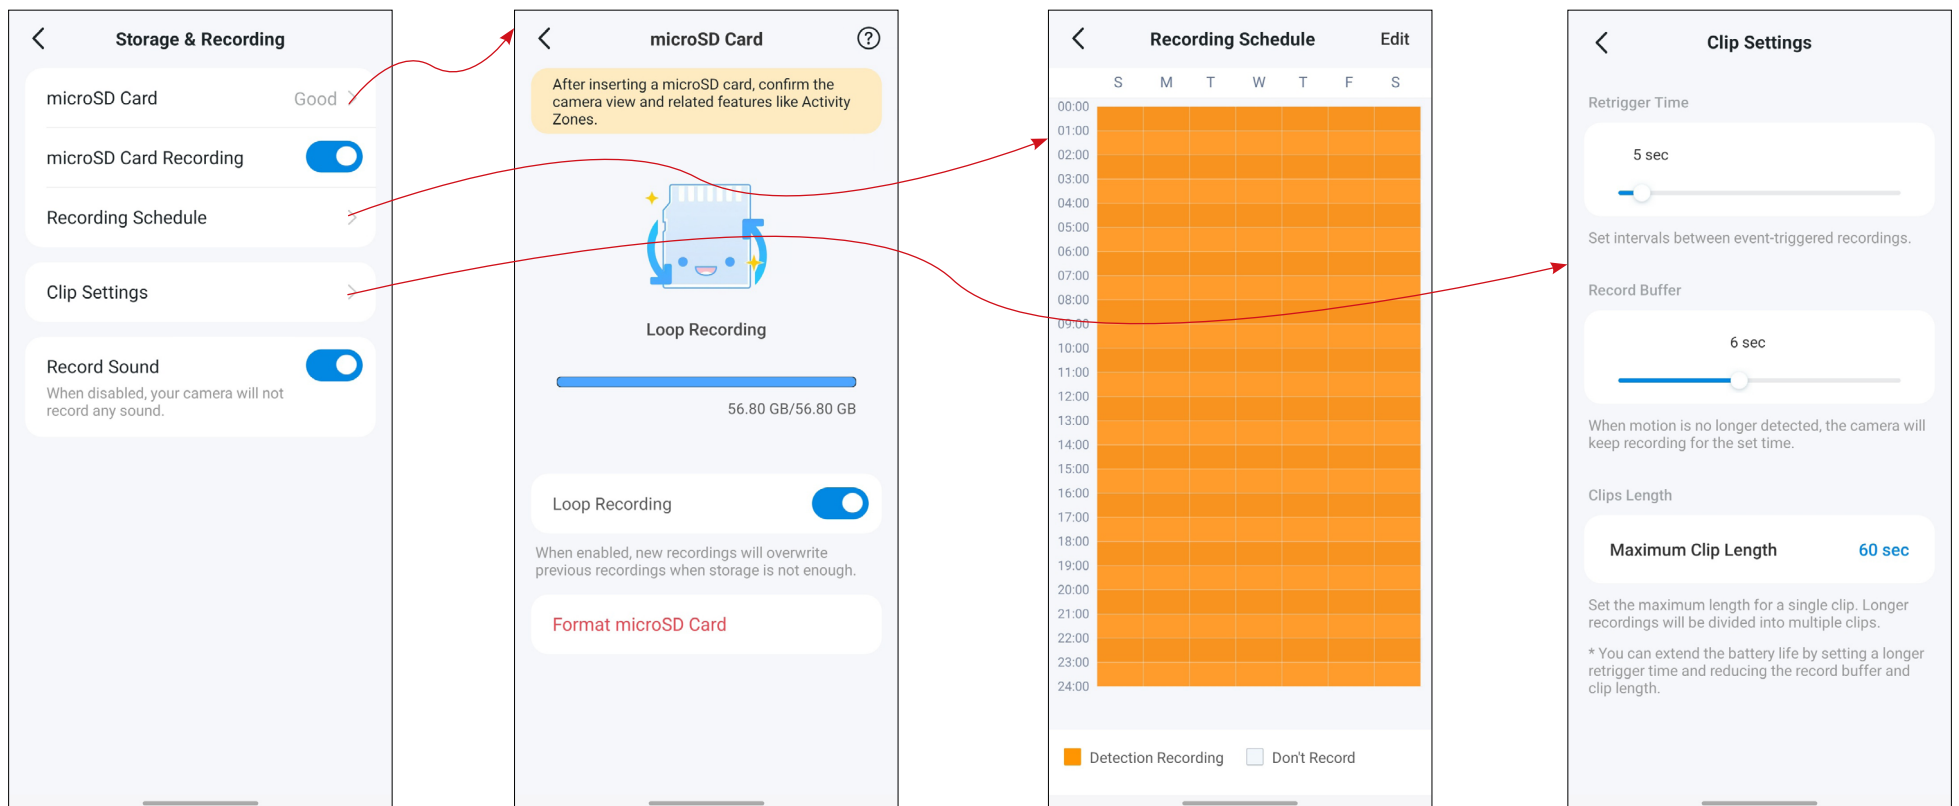 Storage & Recording
microSD Card
Good
microSD Card Recording
Recording Schedule
Clip Settings
Record Sound
When disabled, your camera will not
record any sound.
microSD Card
?
After inserting a microSD card, confirm the
camera view and related features like Activity
Zones.
Loop Recording
56.80 GB/56.80 GB
Loop Recording
When enabled, new recordings will overwrite
previous recordings when storage is not enough.
Format microSD Card
Recording Schedule
Edit
S M T W T F S
00:00
01:00
02:00
03:00
04:00
05:00
06:00
07:00
08:00
09:00
10:00
11:00
12:00
13:00
14:00
15:00
16:00
17:00
18:00
19:00
20:00
21:00
22:00
23:00
24:00
Detection Recording
Don't Record
Clip Settings
Retrigger Time
5 sec
Set intervals between event-triggered recordings.
Record Buffer
6 sec
When motion is no longer detected, the camera will
keep recording for the set time.
Clips Length
Maximum Clip Length
60 sec
Set the maximum length for a single clip. Longer
recordings will be divided into multiple clips.
* You can extend the battery life by setting a longer
retrigger time and reducing the record buffer and
clip length.